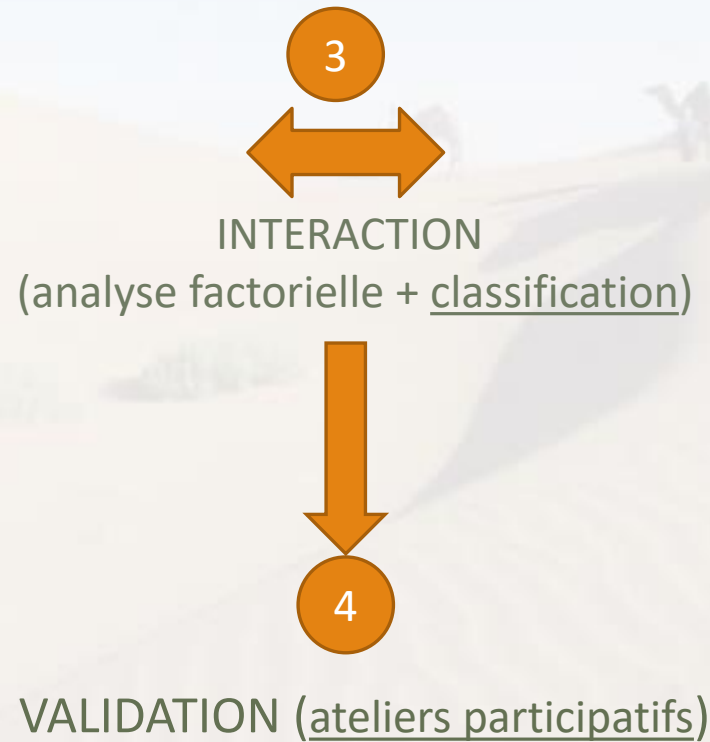 3
INTERACTION
(analyse factorielle + classification)
4
VALIDATION (ateliers participatifs)